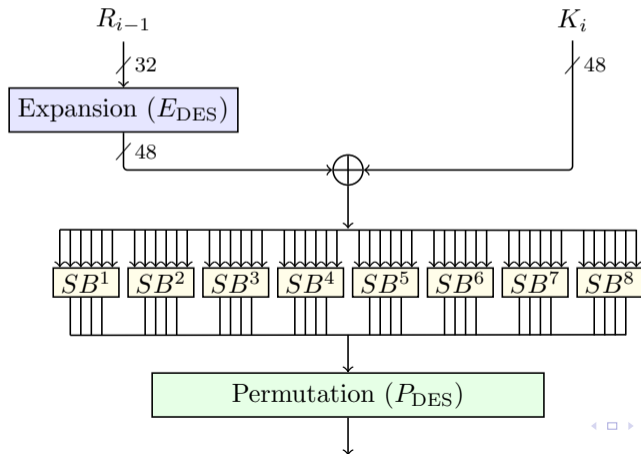 R_{i−1} K_i
32 48
Expansion (E_DES)
48
SB^1 SB^2 SB^3 SB^4 SB^5 SB^6 SB^7 SB^8
Permutation (P_DES)